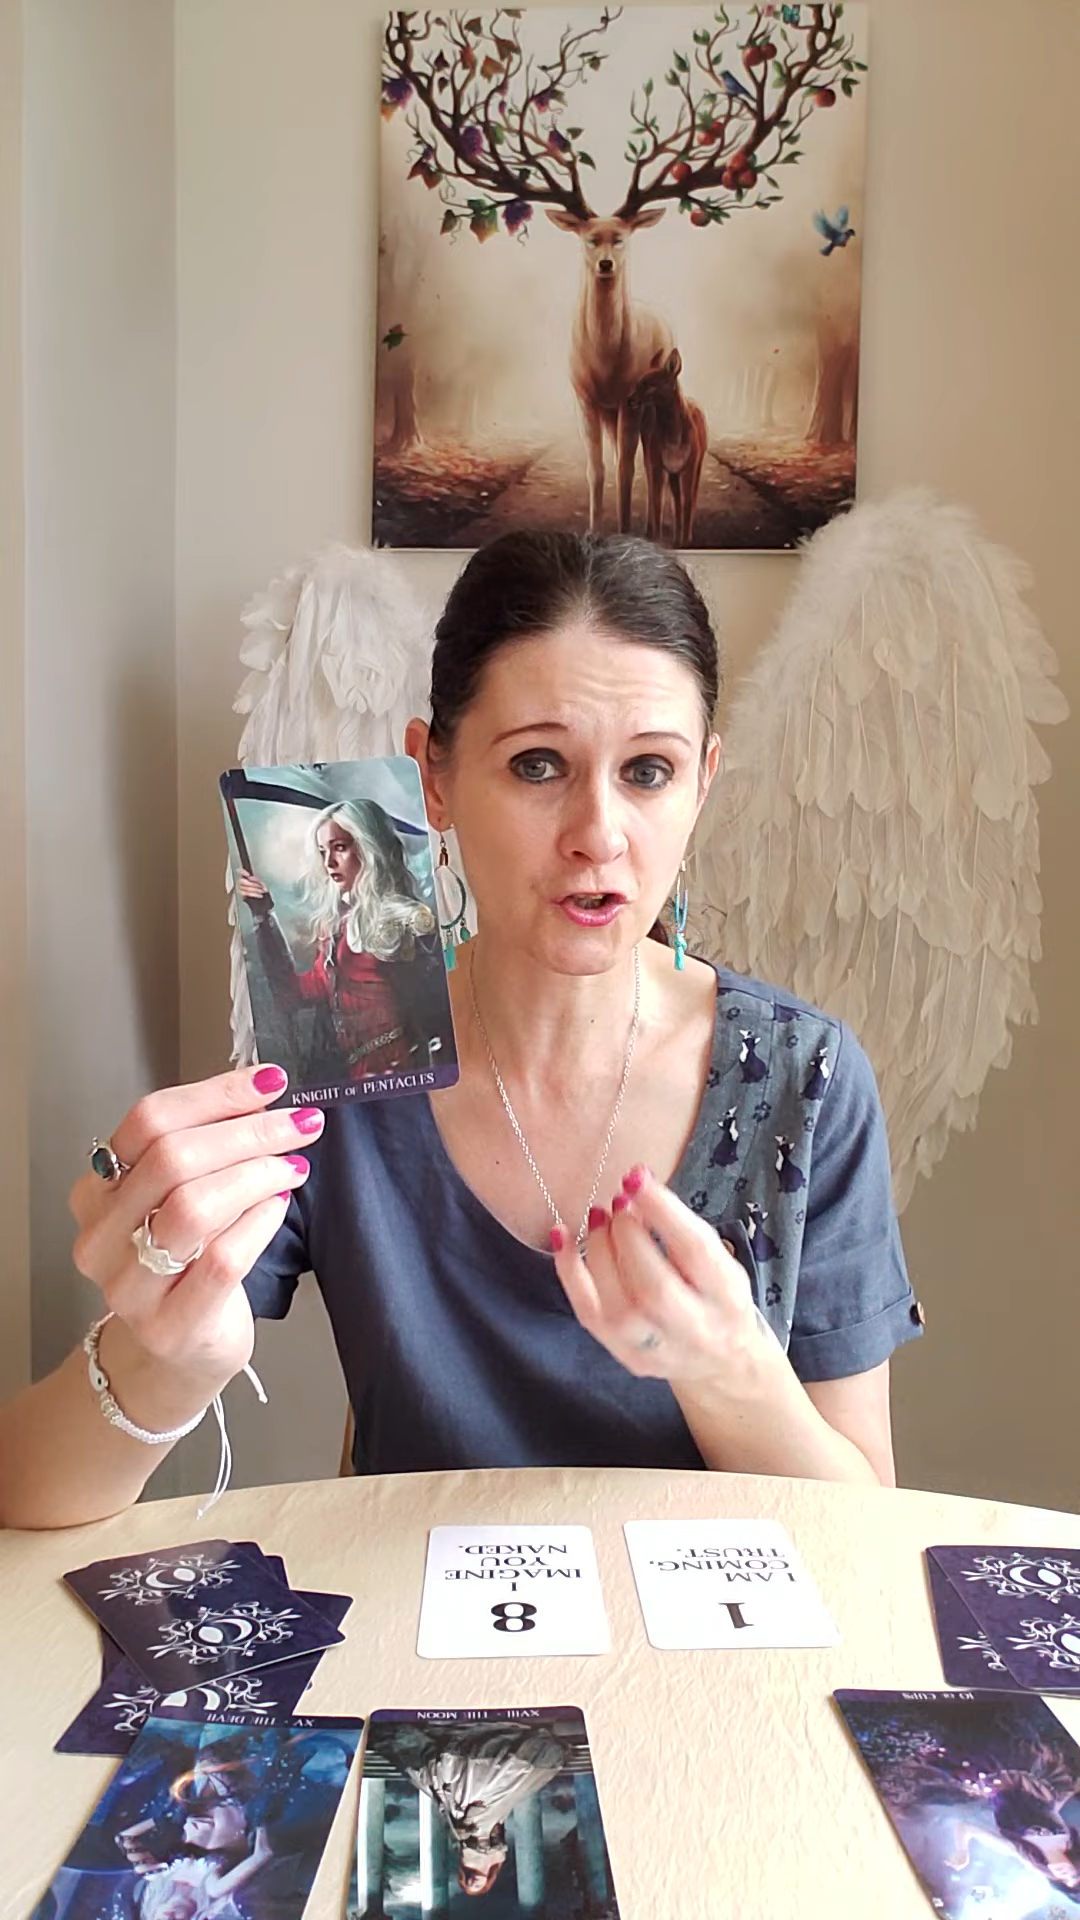 KNIGHT OF PENTACLES
8
I
IMAGINE
YOU
NAKED.
1
I AM
COMING,
TRUST.
XV · THE DEVIL
XVIII · THE MOON
10 OF CUPS